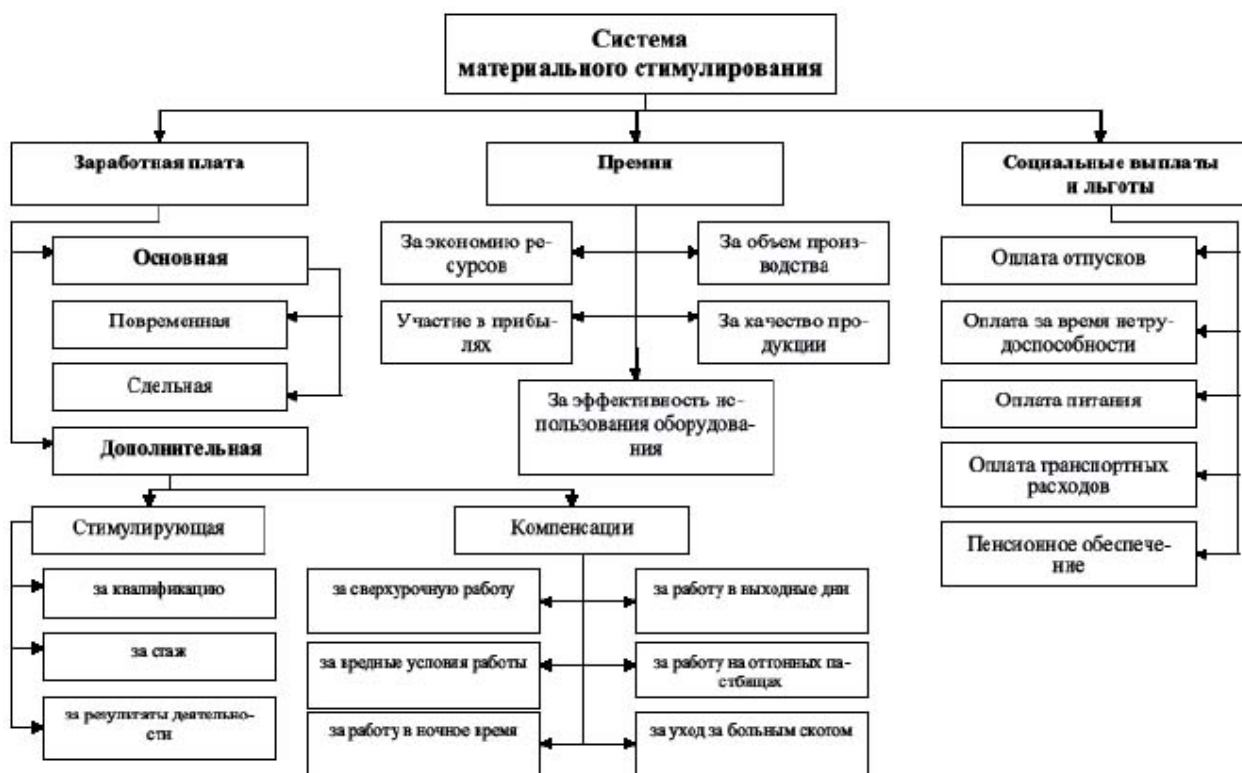 Система
материального стимулирования
Заработная плата
Премии
Социальные выплаты
и льготы
Основная
Повременная
Сдельная
Дополнительная
За экономию ре-
сурсов
За объем произ-
водства
Участие в прибы-
лях
За качество про-
дукции
За эффективность ис-
пользования оборудова-
ния
Оплата отпусков
Оплата за время нетру-
доспособности
Оплата питания
Оплата транспортных
расходов
Пенсионное обеспече-
ние
Стимулирующая
за квалификацию
за стаж
за результаты деятельно-
сти
Компенсации
за сверхурочную работу
за работу в выходные дни
за вредные условия работы
за работу на отгонных па-
стбищах
за работу в ночное время
за уход за больным скотом